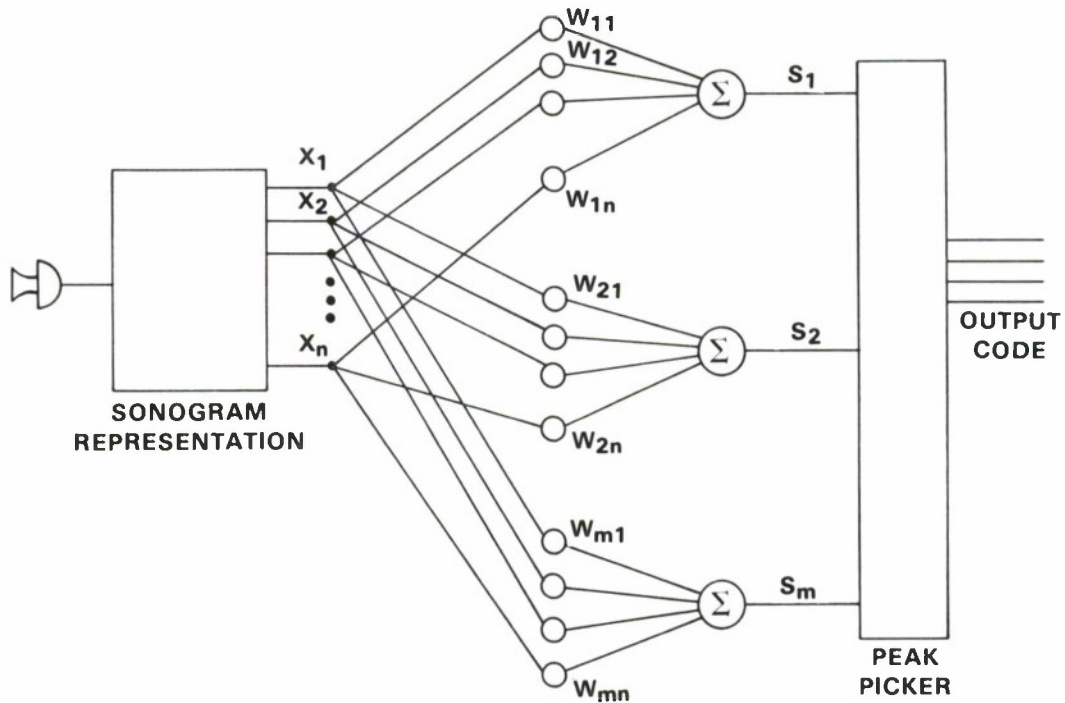 W11
W12
Σ
S1
X1
X2
W1n
W21
Xn
Σ
S2
OUTPUT
CODE
SONOGRAM
REPRESENTATION
W2n
Wm1
Σ
Sm
Wmn
PEAK
PICKER